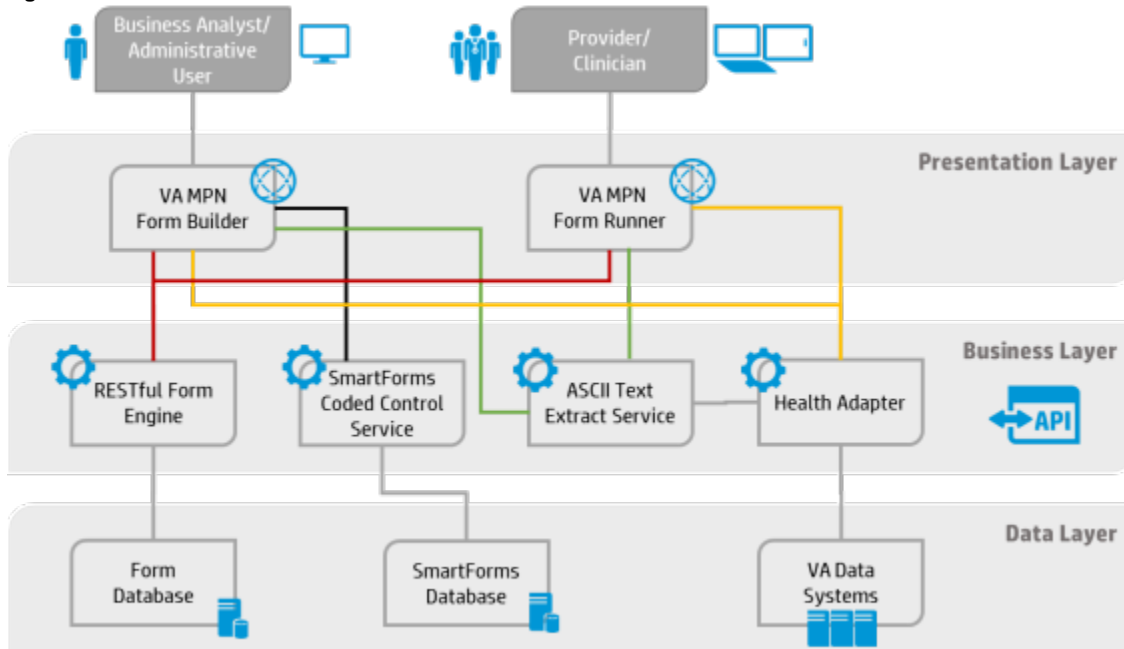 Business Analyst/
Administrative
User
Provider/
Clinician
Presentation Layer
VA MPN
Form Builder
VA MPN
Form Runner
Business Layer
RESTful Form
Engine
SmartForms
Coded Control
Service
ASCII Text
Extract Service
Health Adapter
API
Data Layer
Form
Database
SmartForms
Database
VA Data
Systems